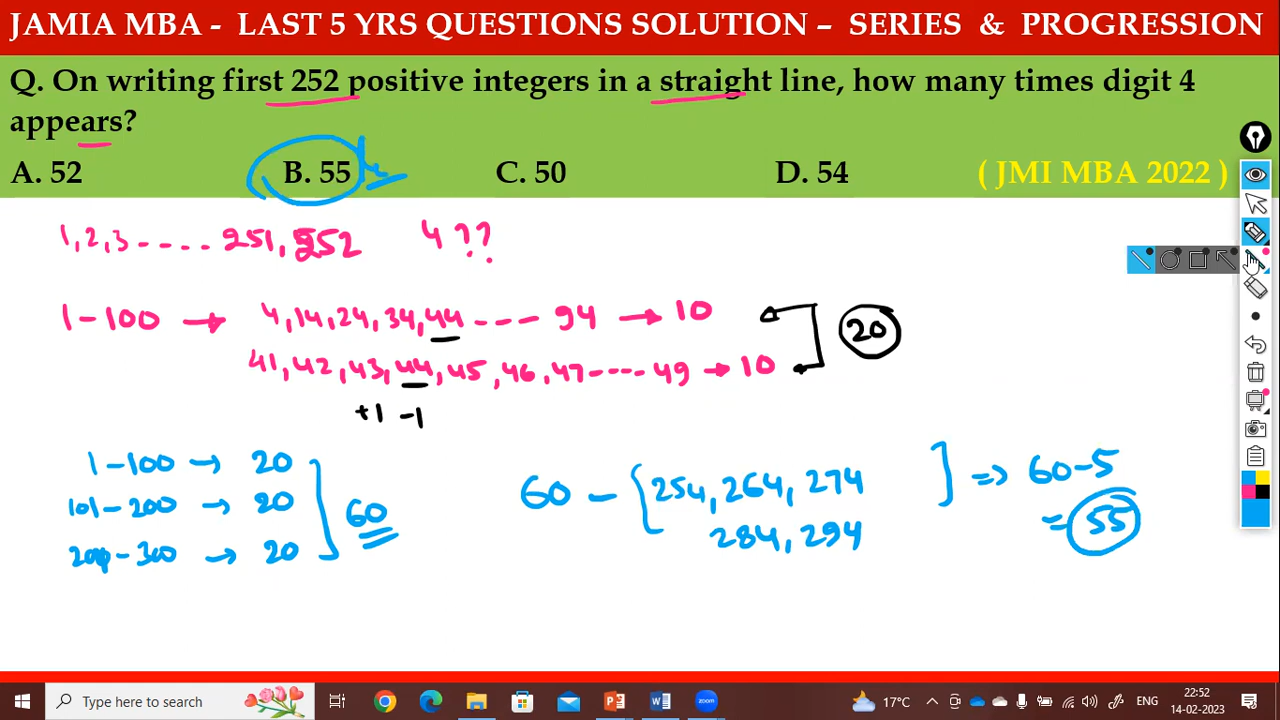 JAMIA MBA - LAST 5 YRS QUESTIONS SOLUTION – SERIES & PROGRESSION
Q. On writing first 252 positive integers in a straight line, how many times digit 4
appears?
A. 52 B. 55 C. 50 D. 54 ( JMI MBA 2022 )
1, 2, 3 - - . . . . 251, 252 4 ??
1 - 100 → 4, 14, 24, 34, 44 - - - - 94 → 10
20
41, 42, 43, 44, 45, 46, 47 - - - - 49 → 10
+1 -1
1 - 100 → 20
101 - 200 → 20
60
- 300 → 20
60 - [254, 264, 274
284, 294] => 60-5
= 55
Type here to search
17°C
ENG
22:52
14-02-2023